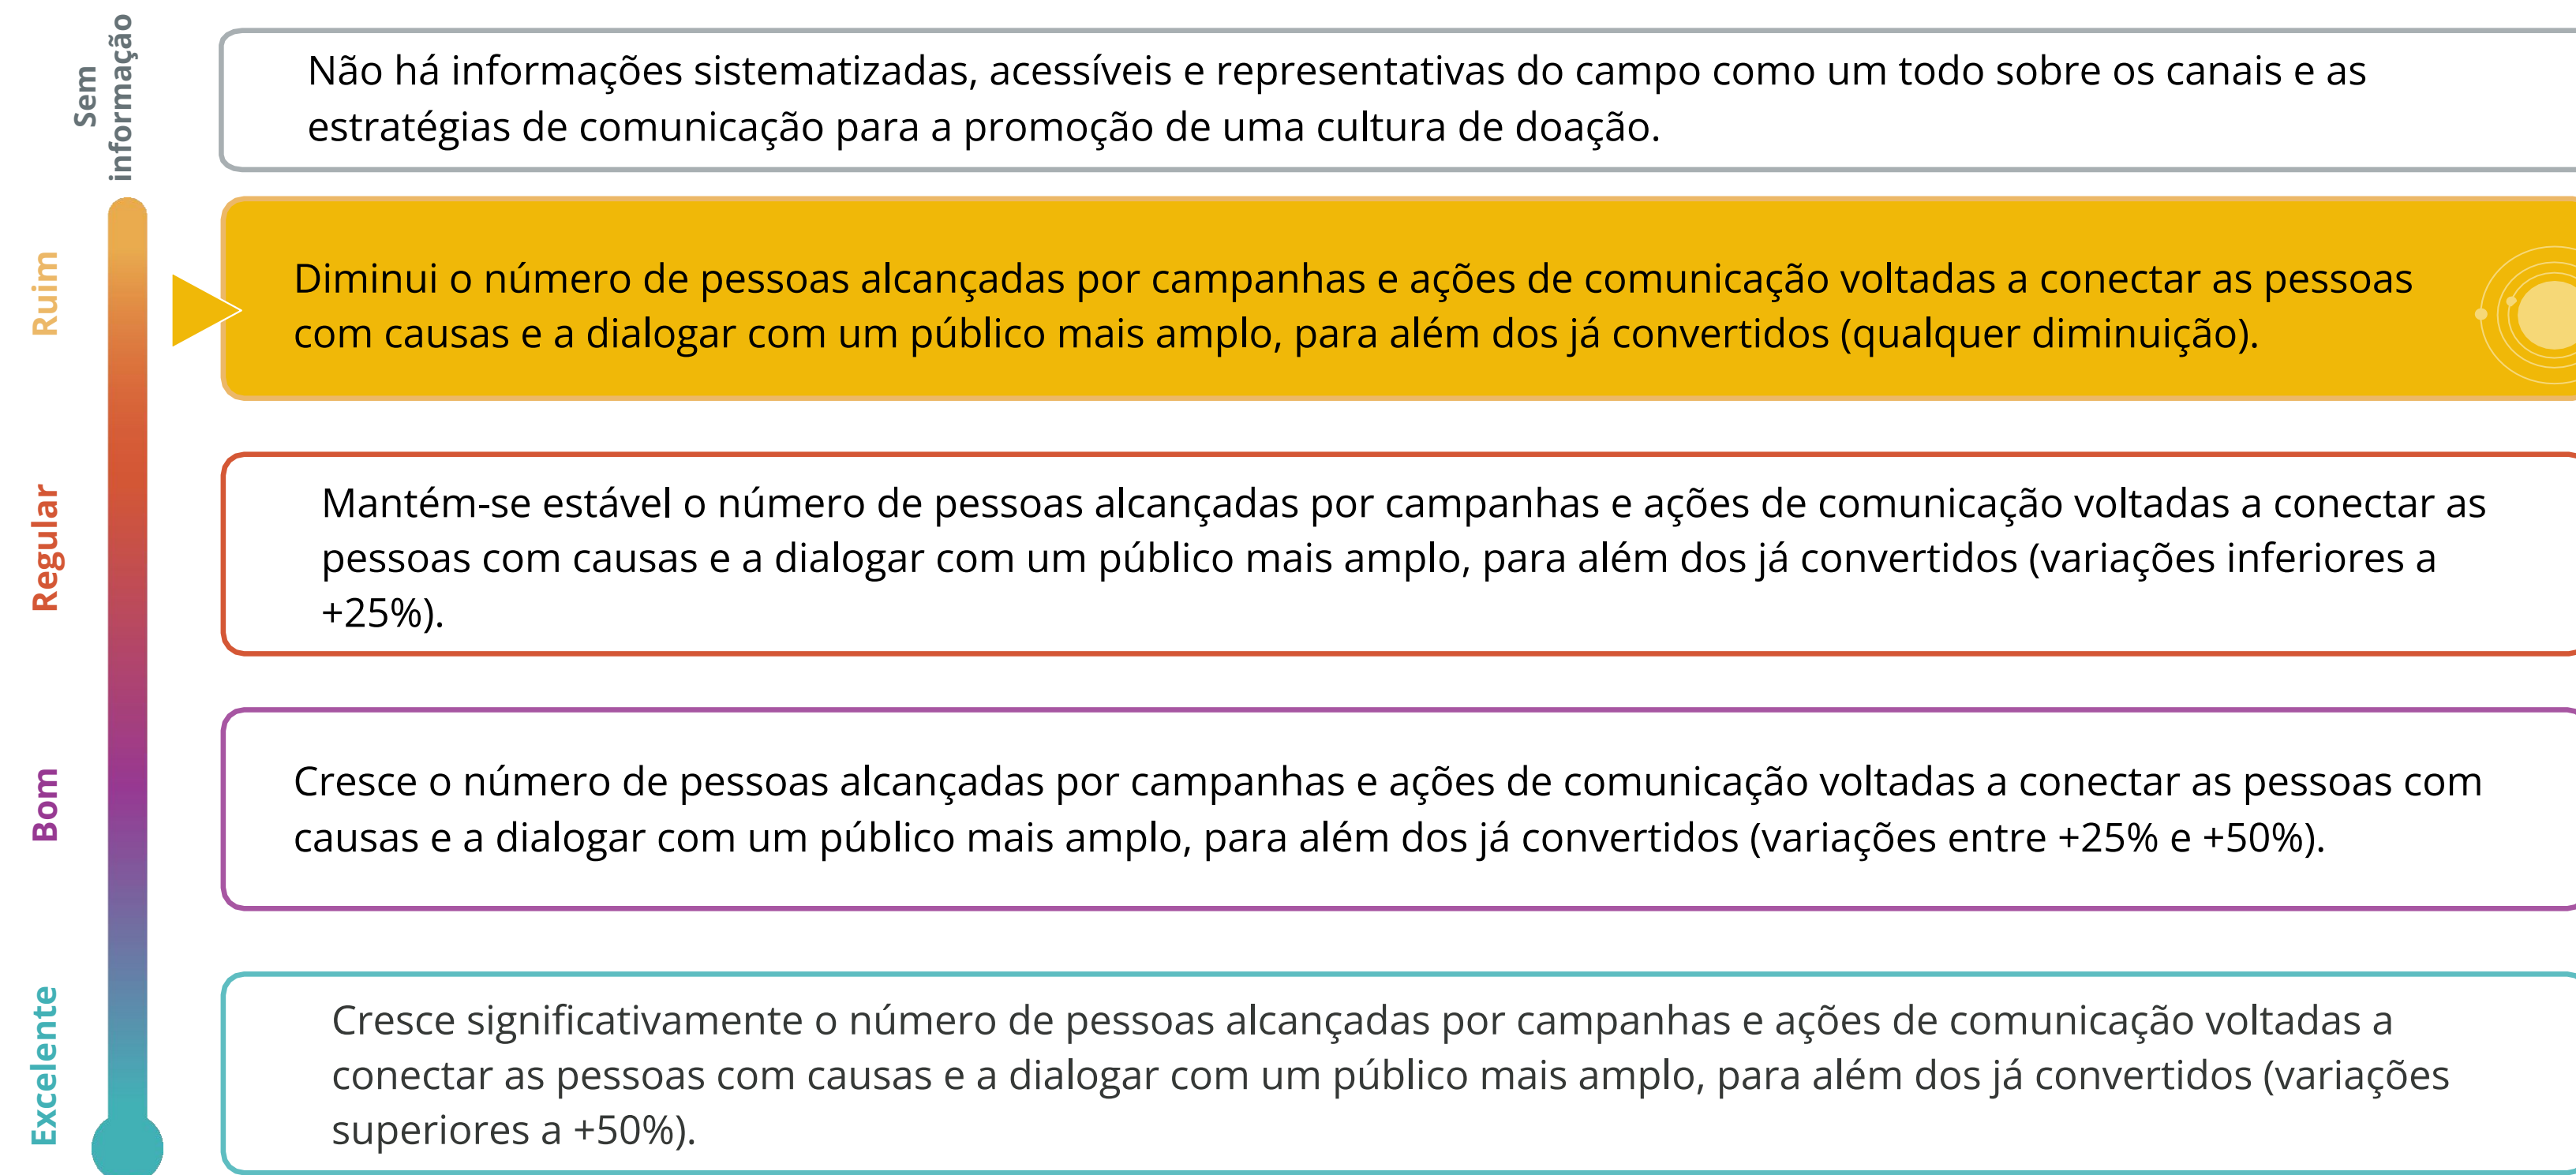 Sem
informação
Não há informações sistematizadas, acessíveis e representativas do campo como um todo sobre os canais e as
estratégias de comunicação para a promoção de uma cultura de doação.
Ruim
Diminui o número de pessoas alcançadas por campanhas e ações de comunicação voltadas a conectar as pessoas
com causas e a dialogar com um público mais amplo, para além dos já convertidos (qualquer diminuição).
Regular
Mantém-se estável o número de pessoas alcançadas por campanhas e ações de comunicação voltadas a conectar as
pessoas com causas e a dialogar com um público mais amplo, para além dos já convertidos (variações inferiores a
+25%).
Bom
Cresce o número de pessoas alcançadas por campanhas e ações de comunicação voltadas a conectar as pessoas com
causas e a dialogar com um público mais amplo, para além dos já convertidos (variações entre +25% e +50%).
Excelente
Cresce significativamente o número de pessoas alcançadas por campanhas e ações de comunicação voltadas a
conectar as pessoas com causas e a dialogar com um público mais amplo, para além dos já convertidos (variações
superiores a +50%).